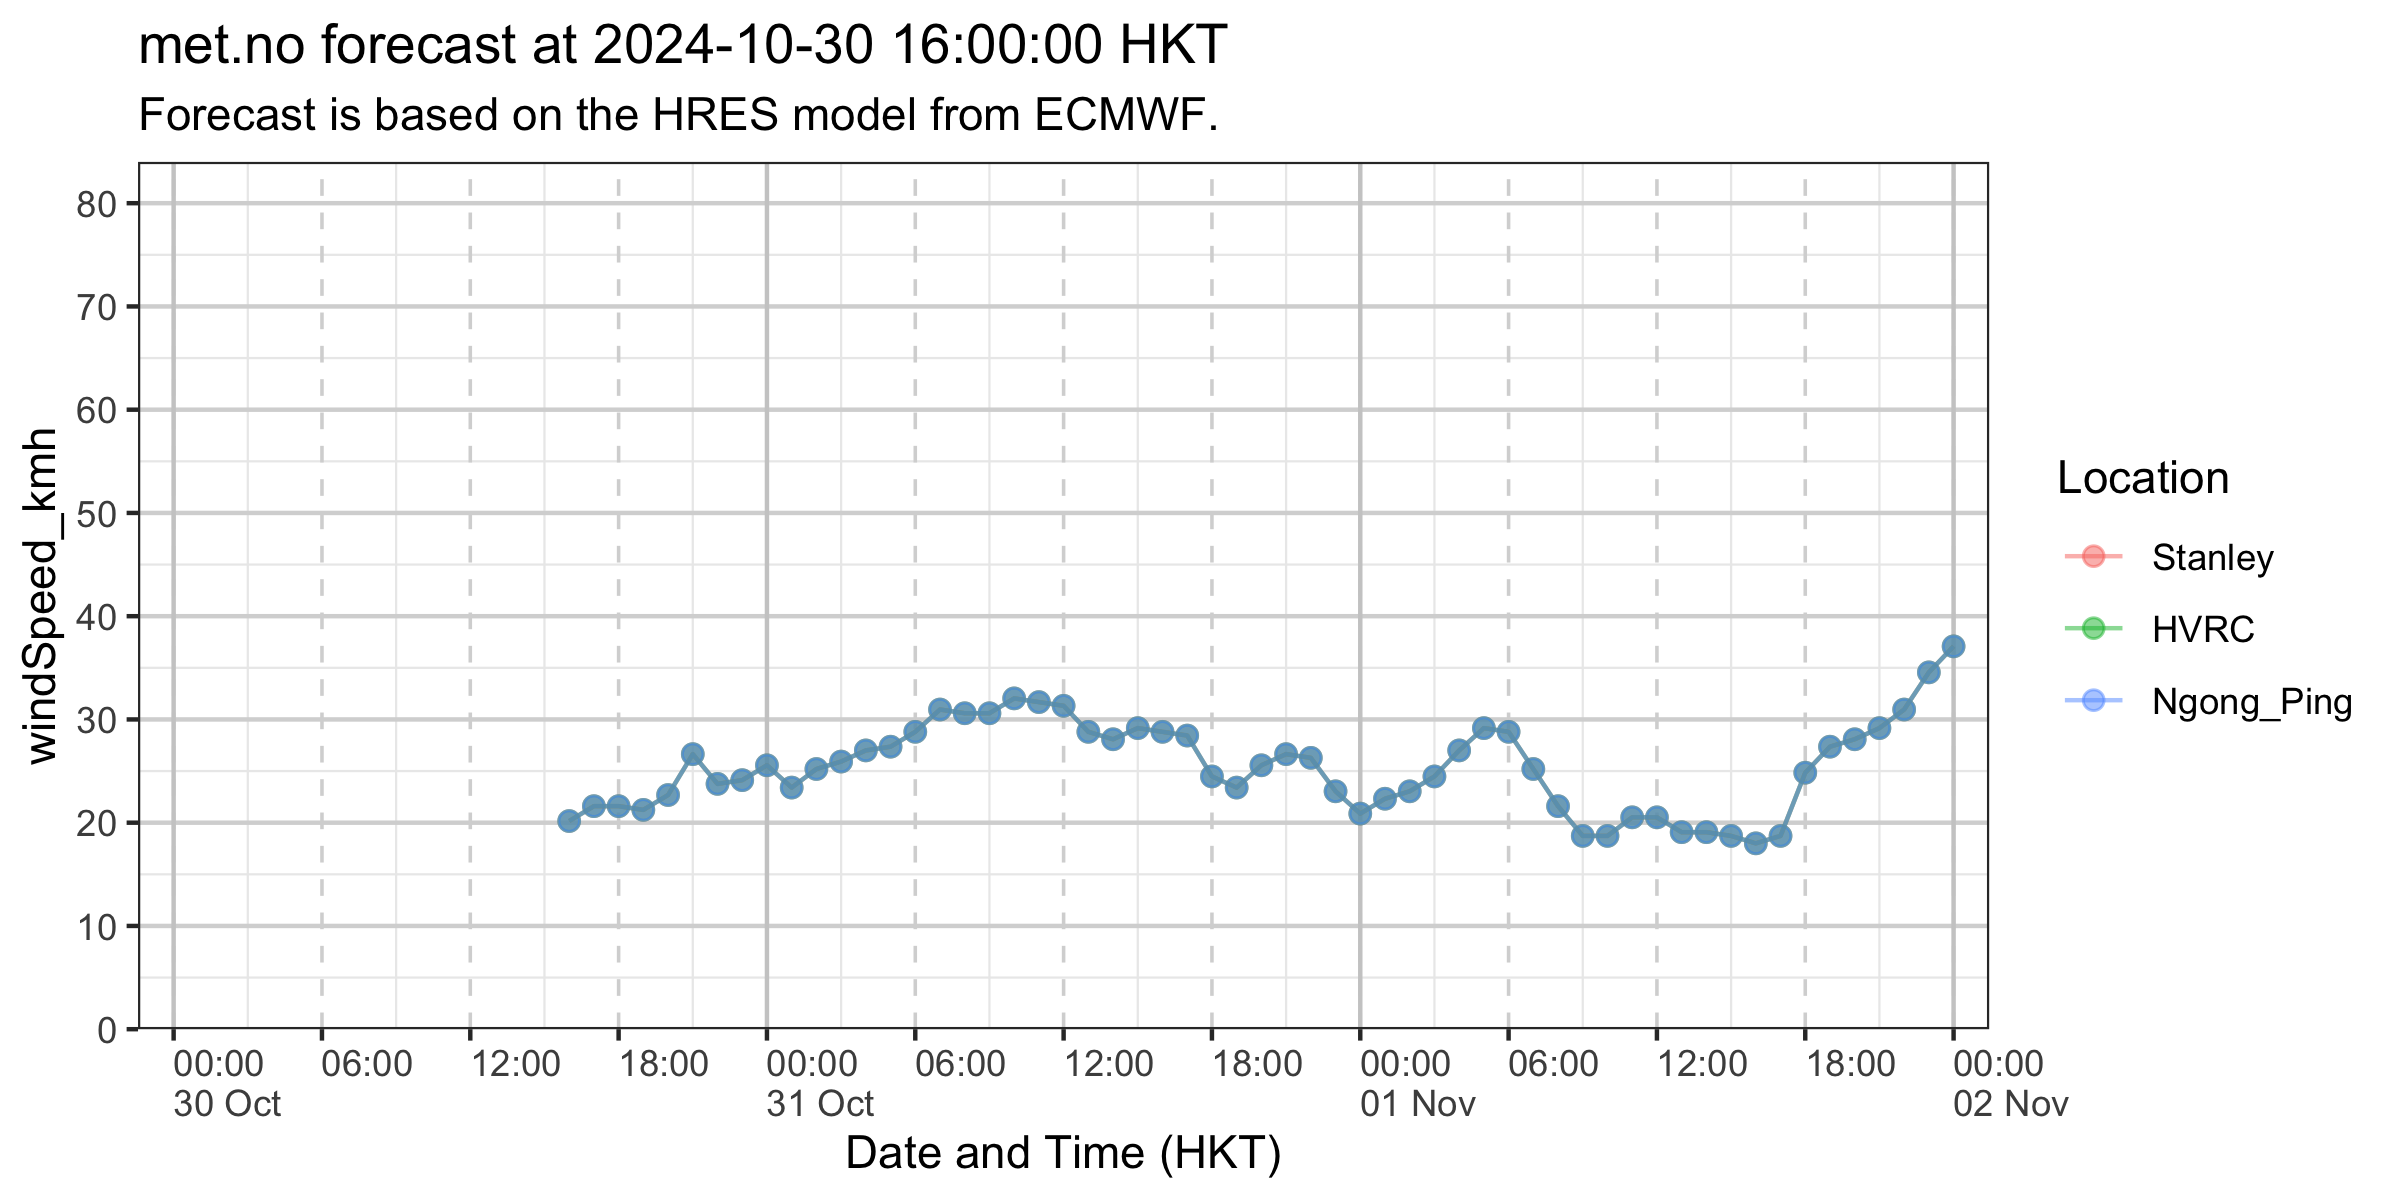 met.no forecast at 2024-10-30 16:00:00 HKT
Forecast is based on the HRES model from ECMWF.
windSpeed_kmh
80
70
60
50
40
30
20
10
0
00:00 06:00 12:00 18:00 00:00 06:00 12:00 18:00 00:00 06:00 12:00 18:00 00:00
30 Oct 31 Oct 01 Nov 02 Nov
Date and Time (HKT)
Location
Stanley
HVRC
Ngong_Ping